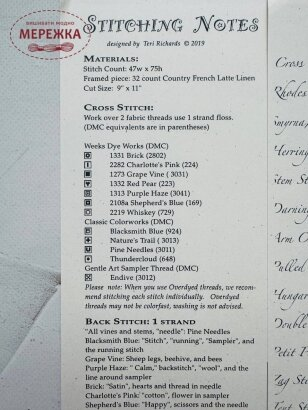 ВИШИВАТИ МОДНО
МЕРЕЖКА
STITCHING NOTES
designed by Teri Richards © 2019
MATERIALS:
Stitch Count: 47w x 75h
Framed piece: 32 count Country French Latte Linen
Cut Size: 9" x 11"
CROSS STITCH:
Work over 2 fabric threads use 1 strand floss.
(DMC equivalents are in parentheses)
Weeks Dye Works (DMC)
1331 Brick (2802)
2282 Charlotte's Pink (224)
1273 Grape Vine (3031)
1332 Red Pear (223)
1313 Purple Haze (3041)
2108a Shepherd's Blue (169)
2219 Whiskey (729)
Classic Colorworks (DMC)
Blacksmith Blue (924)
Nature's Trail (3013)
Pine Needles (3011)
Thundercloud (648)
Gentle Art Sampler Thread (DMC)
Endive (3012)
Please note: When you use Overdyed threads, we recom-
mend stitching each stitch individually. Overdyed
threads may not be colorfast, washing is not advised.
BACK STITCH: 1 STRAND
"All vines and stems, "needle": Pine Needles
Blacksmith Blue: "Stitch", "running", "Sampler", and
the running stitch
Grape Vine: Sheep legs, beehive, and bees
Purple Haze: " Calm," backstitch", "wool", and the
line around sampler
Brick: "Satin", hearts and thread in needle
Charlotte's Pink: "cotton", flower in sampler
Shepherd's Blue: "Happy", scissors and the needle
Cross
Rhodes
Smyrna
Herring
Stem St
Darning
Arm C
Pulled
Hungar
Double
Petit P
Zag Sti